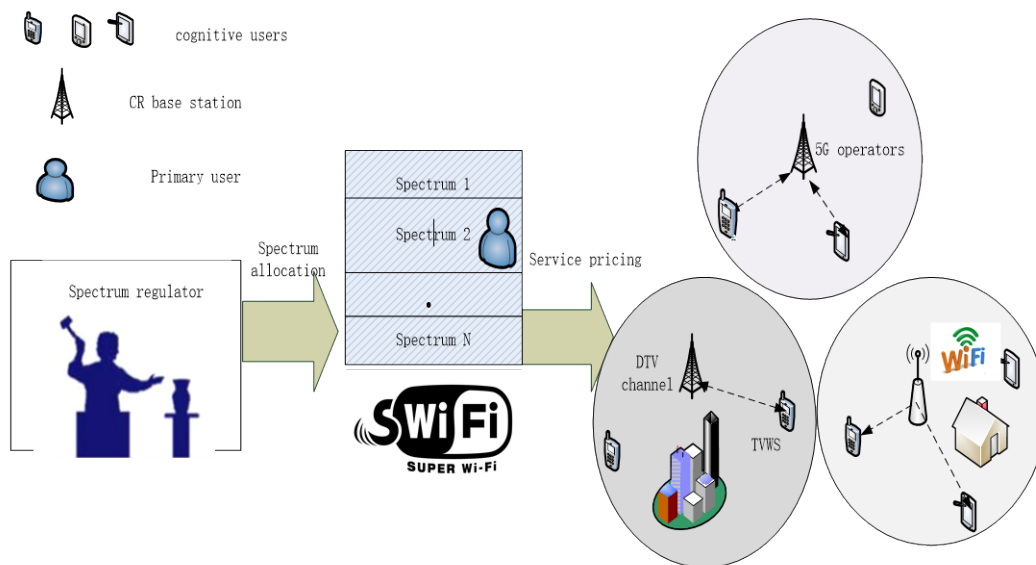 cognitive users
CR base station
Primary user
Spectrum regulator
Spectrum
allocation
Spectrum 1
Spectrum 2
.
Spectrum N
SWiFi
SUPER Wi-Fi
Service pricing
5G operators
DTV
channel
TVWS
WiFi